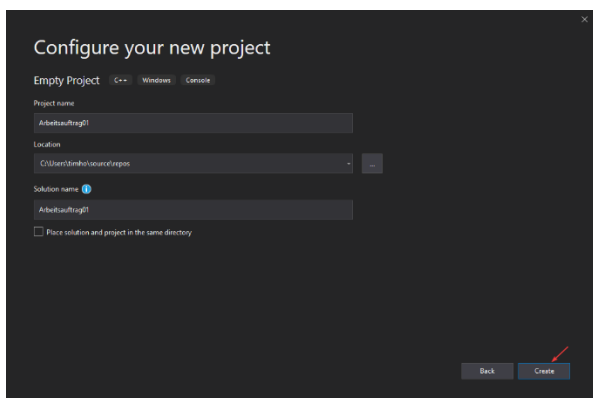 Configure your new project
Empty Project C++ Windows Console
Project name
Arbeitsauftrag01
Location
C:\Users\timho\source\repos
...
Solution name
Arbeitsauftrag01
Place solution and project in the same directory
Back Create